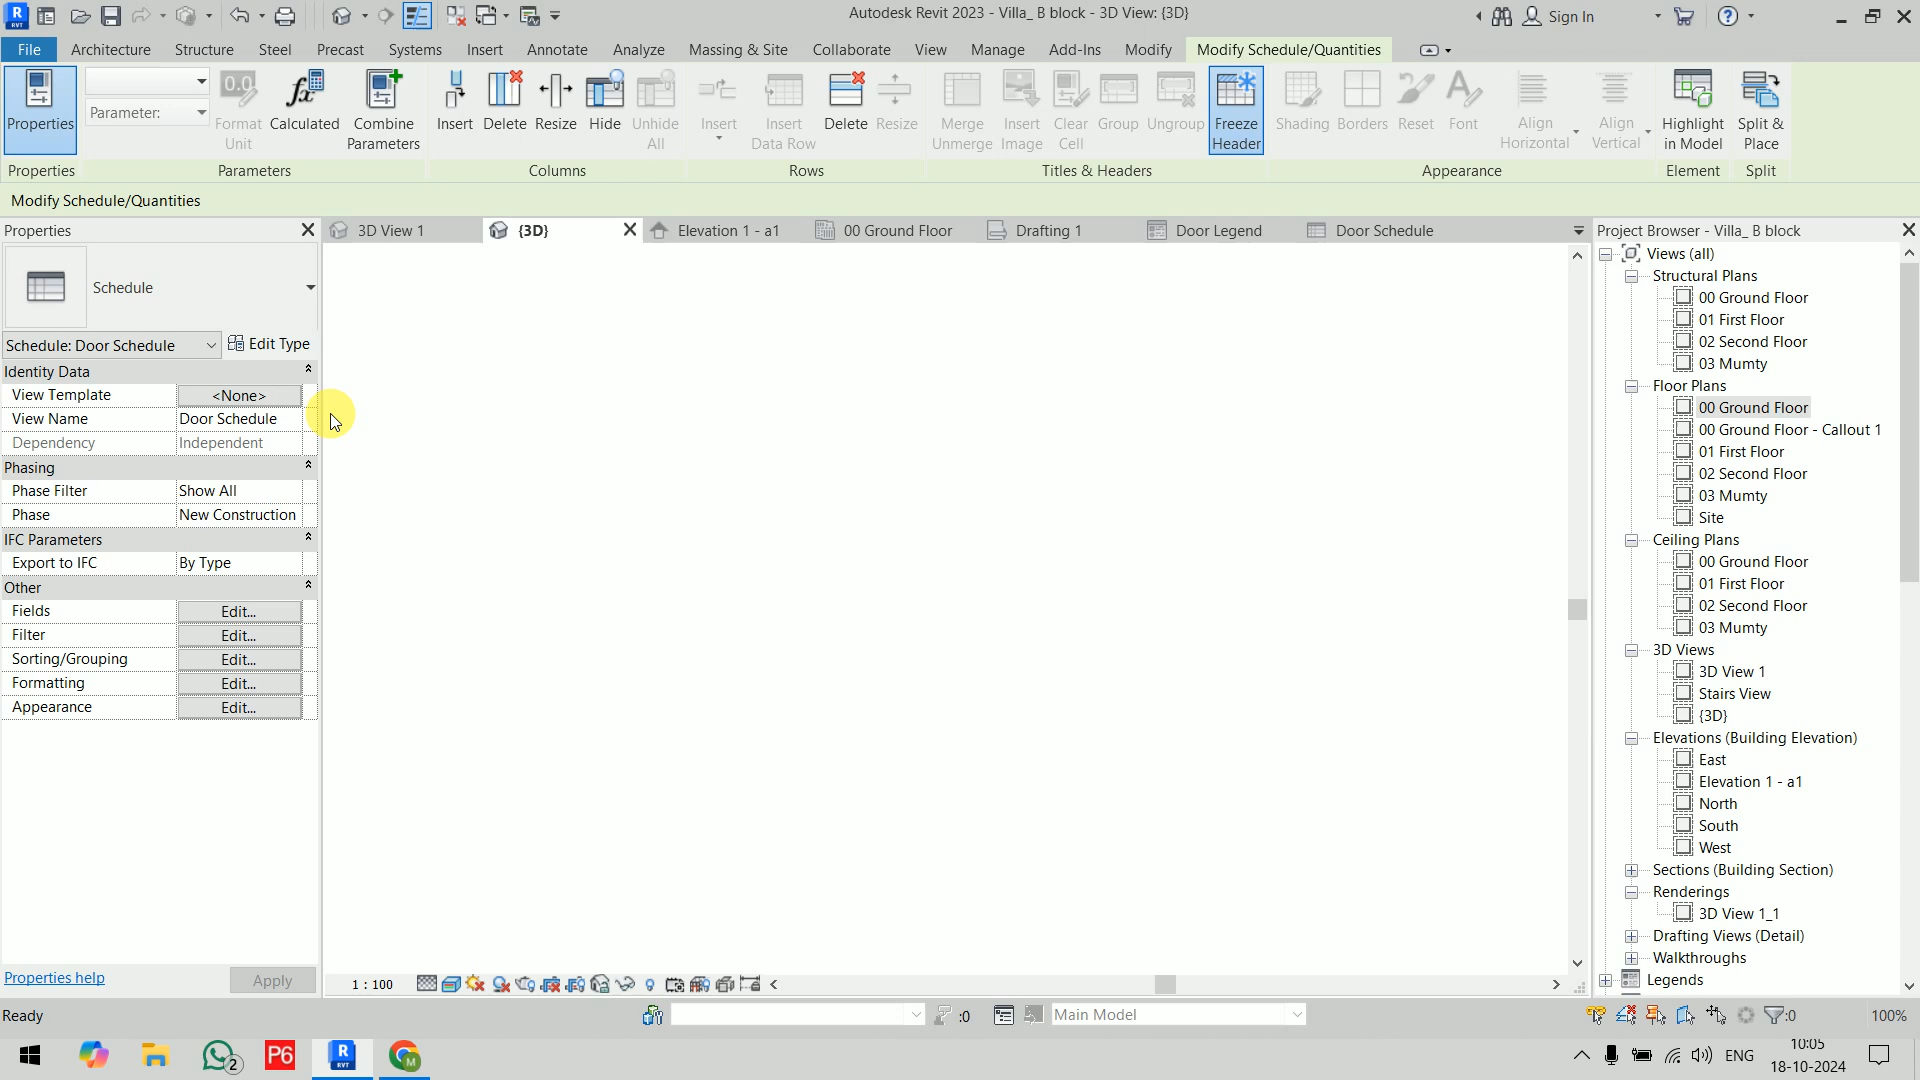 RVT
Autodesk Revit 2023 - Villa_ B block - 3D View: {3D}
Sign In
File Architecture Structure Steel Precast Systems Insert Annotate Analyze Massing & Site Collaborate View Manage Add-Ins Modify Modify Schedule/Quantities
Properties
Parameter:
Format Unit
Calculated
Combine Parameters
Insert Delete Resize Hide Unhide All
Insert
Insert Data Row
Delete Resize
Merge Unmerge
Insert Image
Clear Cell
Group Ungroup
Freeze Header
Shading Borders Reset Font
Align Horizontal
Align Vertical
Highlight in Model
Split & Place
Properties Parameters Columns Rows Titles & Headers Appearance Element Split
Modify Schedule/Quantities
Properties
3D View 1 {3D} Elevation 1 - a1 00 Ground Floor Drafting 1 Door Legend Door Schedule
Project Browser - Villa_ B block
Schedule
Schedule: Door Schedule Edit Type
Identity Data
View Template <None>
View Name Door Schedule
Dependency Independent
Phasing
Phase Filter Show All
Phase New Construction
IFC Parameters
Export to IFC By Type
Other
Fields Edit...
Filter Edit...
Sorting/Grouping Edit...
Formatting Edit...
Appearance Edit...
Properties help Apply
Views (all)
Structural Plans
00 Ground Floor
01 First Floor
02 Second Floor
03 Mumty
Floor Plans
00 Ground Floor
00 Ground Floor - Callout 1
01 First Floor
02 Second Floor
03 Mumty
Site
Ceiling Plans
00 Ground Floor
01 First Floor
02 Second Floor
03 Mumty
3D Views
3D View 1
Stairs View
{3D}
Elevations (Building Elevation)
East
Elevation 1 - a1
North
South
West
Sections (Building Section)
Renderings
3D View 1_1
Drafting Views (Detail)
Walkthroughs
Legends
1 : 100
Ready :0 Main Model :0 100%
2 P6 R RVT M ENG 10:05
18-10-2024